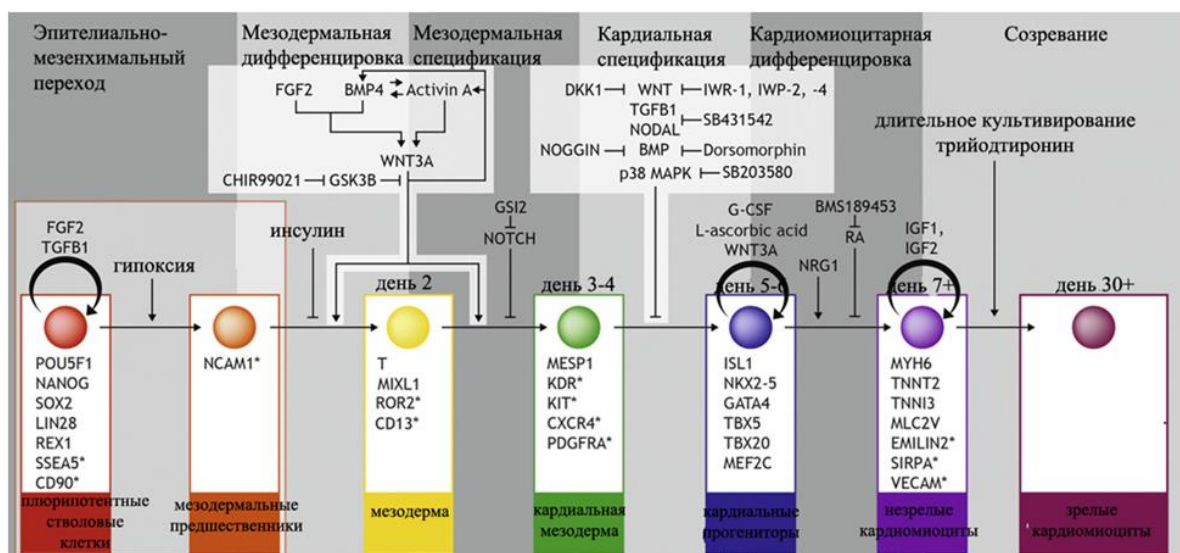 Эпителиально-
мезенхимальный
переход
Мезодермальная
дифференцировка
Мезодермальная
спецификация
Кардиальная
спецификация
Кардиомиоцитарная
дифференцировка
Созревание
FGF2 BMP4 Activin A
WNT3A
CHIR99021 GSK3B
DKK1 WNT IWR-1, IWP-2, -4
TGFB1
NODAL SB431542
NOGGIN BMP Dorsomorphin
p38 MAPK SB203580
длительное культивирование
трийодтиронин
FGF2
TGFB1
гипоксия
инсулин
GSI2
NOTCH
G-CSF
L-ascorbic acid
WNT3A
BMS189453
RA
NRG1
IGF1,
IGF2
день 2
день 3-4
день 5-6
день 7+
день 30+
POU5F1
NANOG
SOX2
LIN28
REX1
SSEA5*
CD90*
плюрипотентные
стволовые
клетки
NCAM1*
мезодермальные
предшественники
T
MIXL1
ROR2*
CD13*
мезодерма
MESP1
KDR*
KIT*
CXCR4*
PDGFRA*
кардиальная
мезодерма
ISL1
NKX2-5
GATA4
TBX5
TBX20
MEF2C
кардиальные
прогениторы
MYH6
TNNT2
TNNI3
MLC2V
EMILIN2*
SIRPA*
VECAM*
незрелые
кардиомиоциты
зрелые
кардиомиоциты